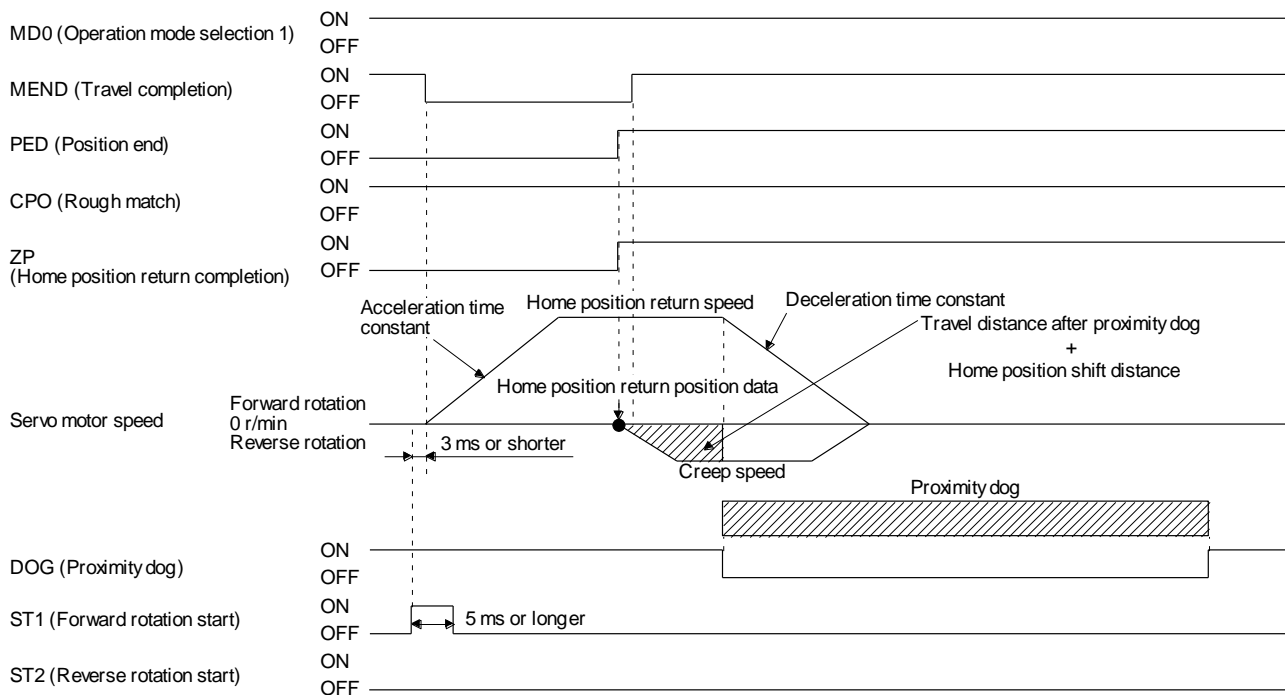 MD0 (Operation mode selection 1)
ON
OFF
MEND (Travel completion)
ON
OFF
PED (Position end)
ON
OFF
CPO (Rough match)
ON
OFF
ZP
(Home position return completion)
ON
OFF
Acceleration time
constant
Home position return speed
Deceleration time constant
Travel distance after proximity dog
+
Home position shift distance
Home position return position data
Servo motor speed
Forward rotation
0 r/min
Reverse rotation
3 ms or shorter
Creep speed
Proximity dog
DOG (Proximity dog)
ON
OFF
ST1 (Forward rotation start)
ON
OFF
5 ms or longer
ST2 (Reverse rotation start)
ON
OFF